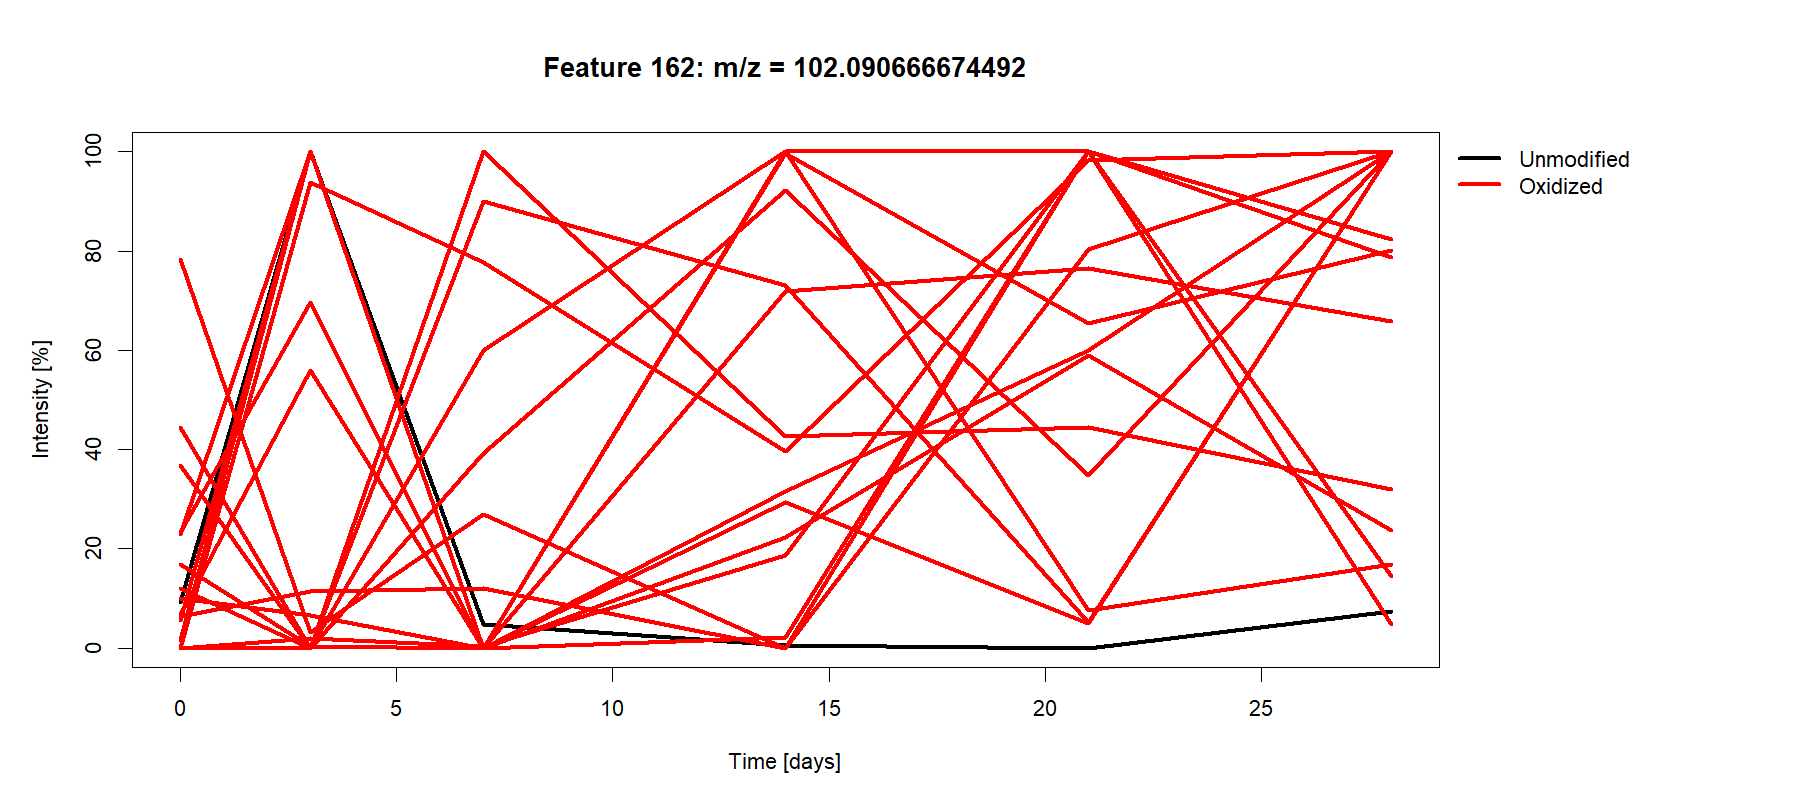 Feature 162: m/z = 102.090666674492
Unmodified
Oxidized
Intensity [%]
100
80
60
40
20
0
0 5 10 15 20 25
Time [days]